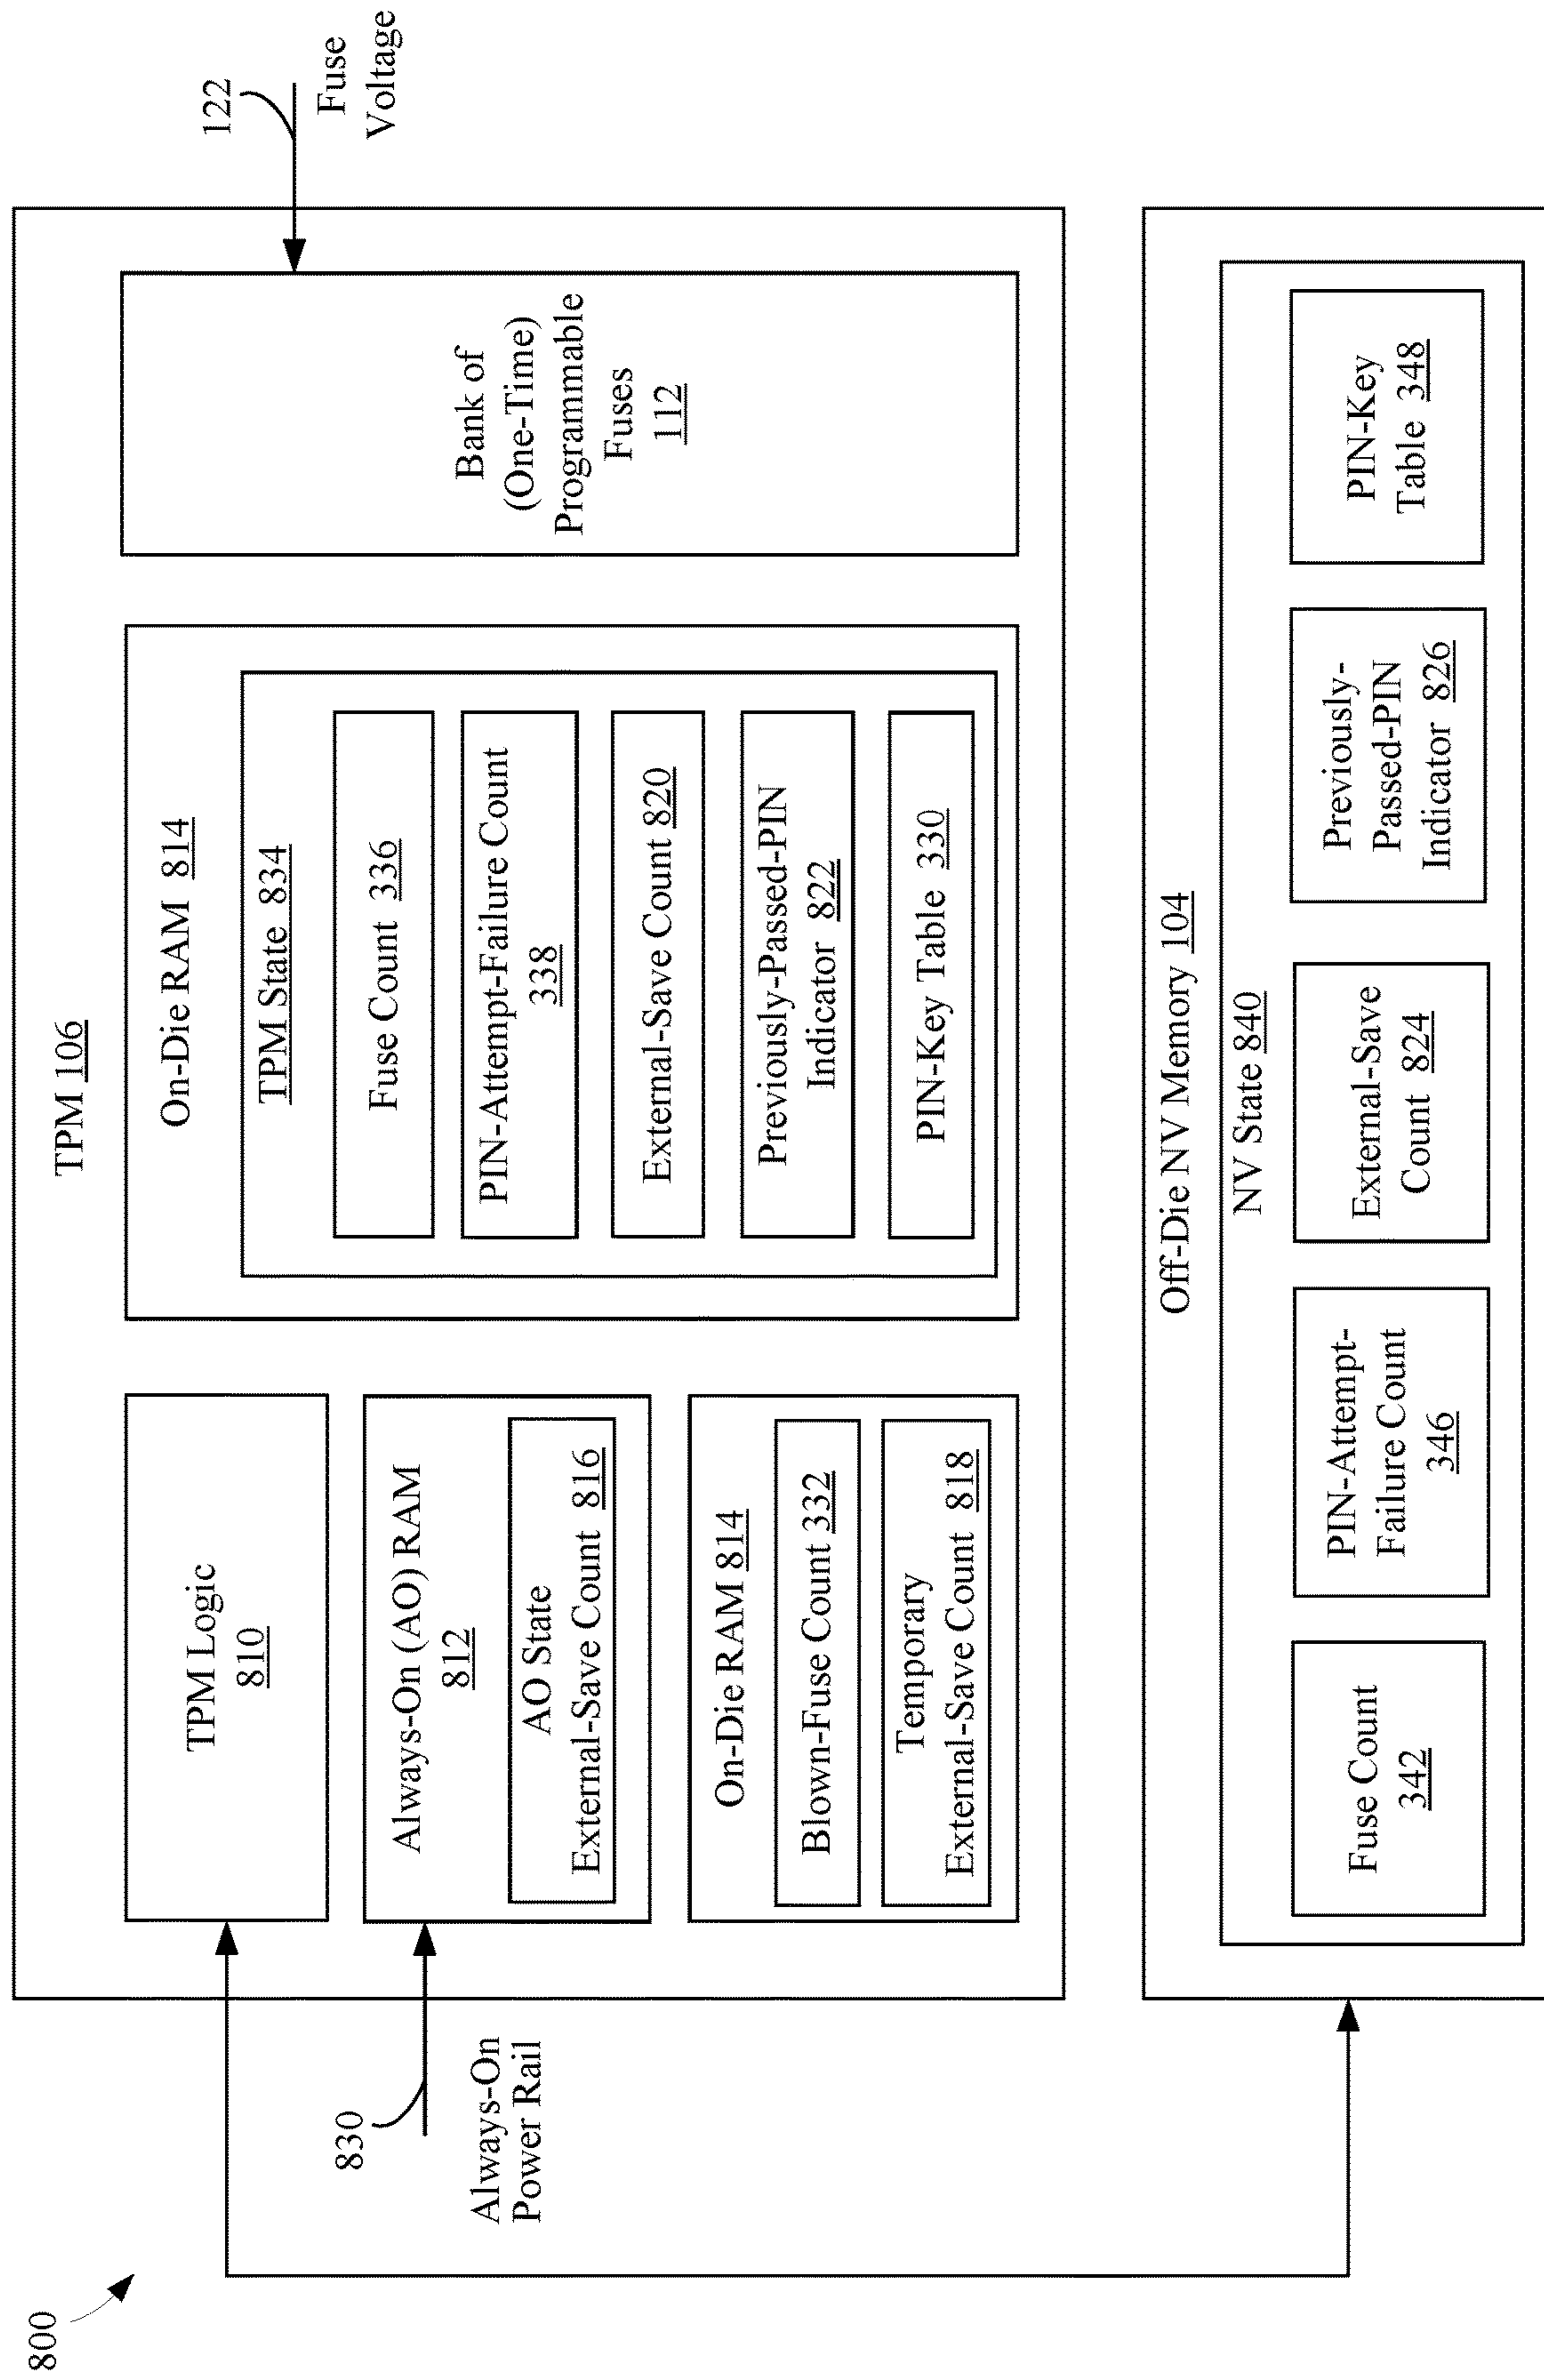 800
TPM 106
TPM Logic
810
Always-On (AO) RAM
812
AO State
External-Save Count 816
On-Die RAM 814
Blown-Fuse Count 332
Temporary
External-Save Count 818
830
Always-On
Power Rail
On-Die RAM 814
TPM State 834
Fuse Count 336
PIN-Attempt-Failure Count
338
External-Save Count 820
Previously-Passed-PIN
Indicator 822
PIN-Key Table 330
Bank of
(One-Time)
Programmable
Fuses
112
122
Fuse
Voltage
Off-Die NV Memory 104
NV State 840
Fuse Count
342
PIN-Attempt-
Failure Count
346
External-Save
Count 824
Previously-
Passed-PIN
Indicator 826
PIN-Key
Table 348